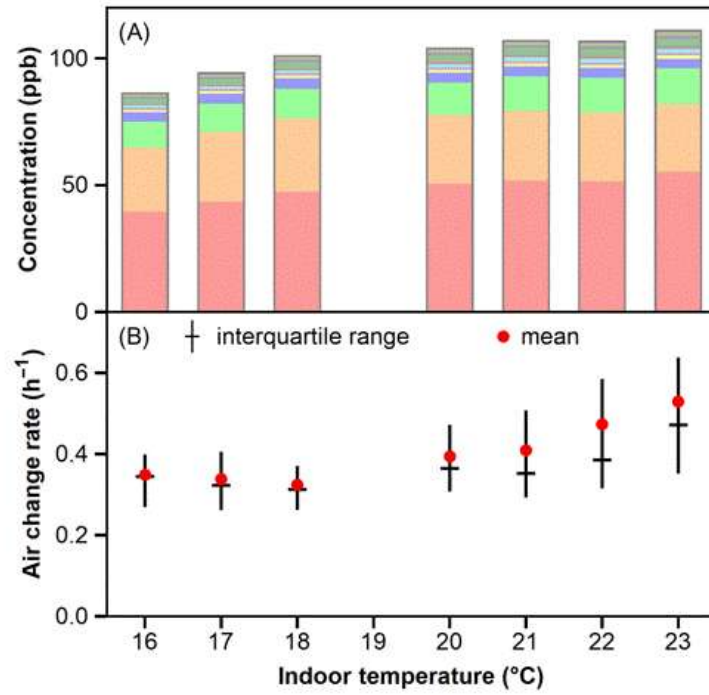 (A)
Concentration (ppb)
100
50
0
(B)
interquartile range
mean
Air change rate (h⁻¹)
0.6
0.4
0.2
0.0
16 17 18 19 20 21 22 23
Indoor temperature (°C)